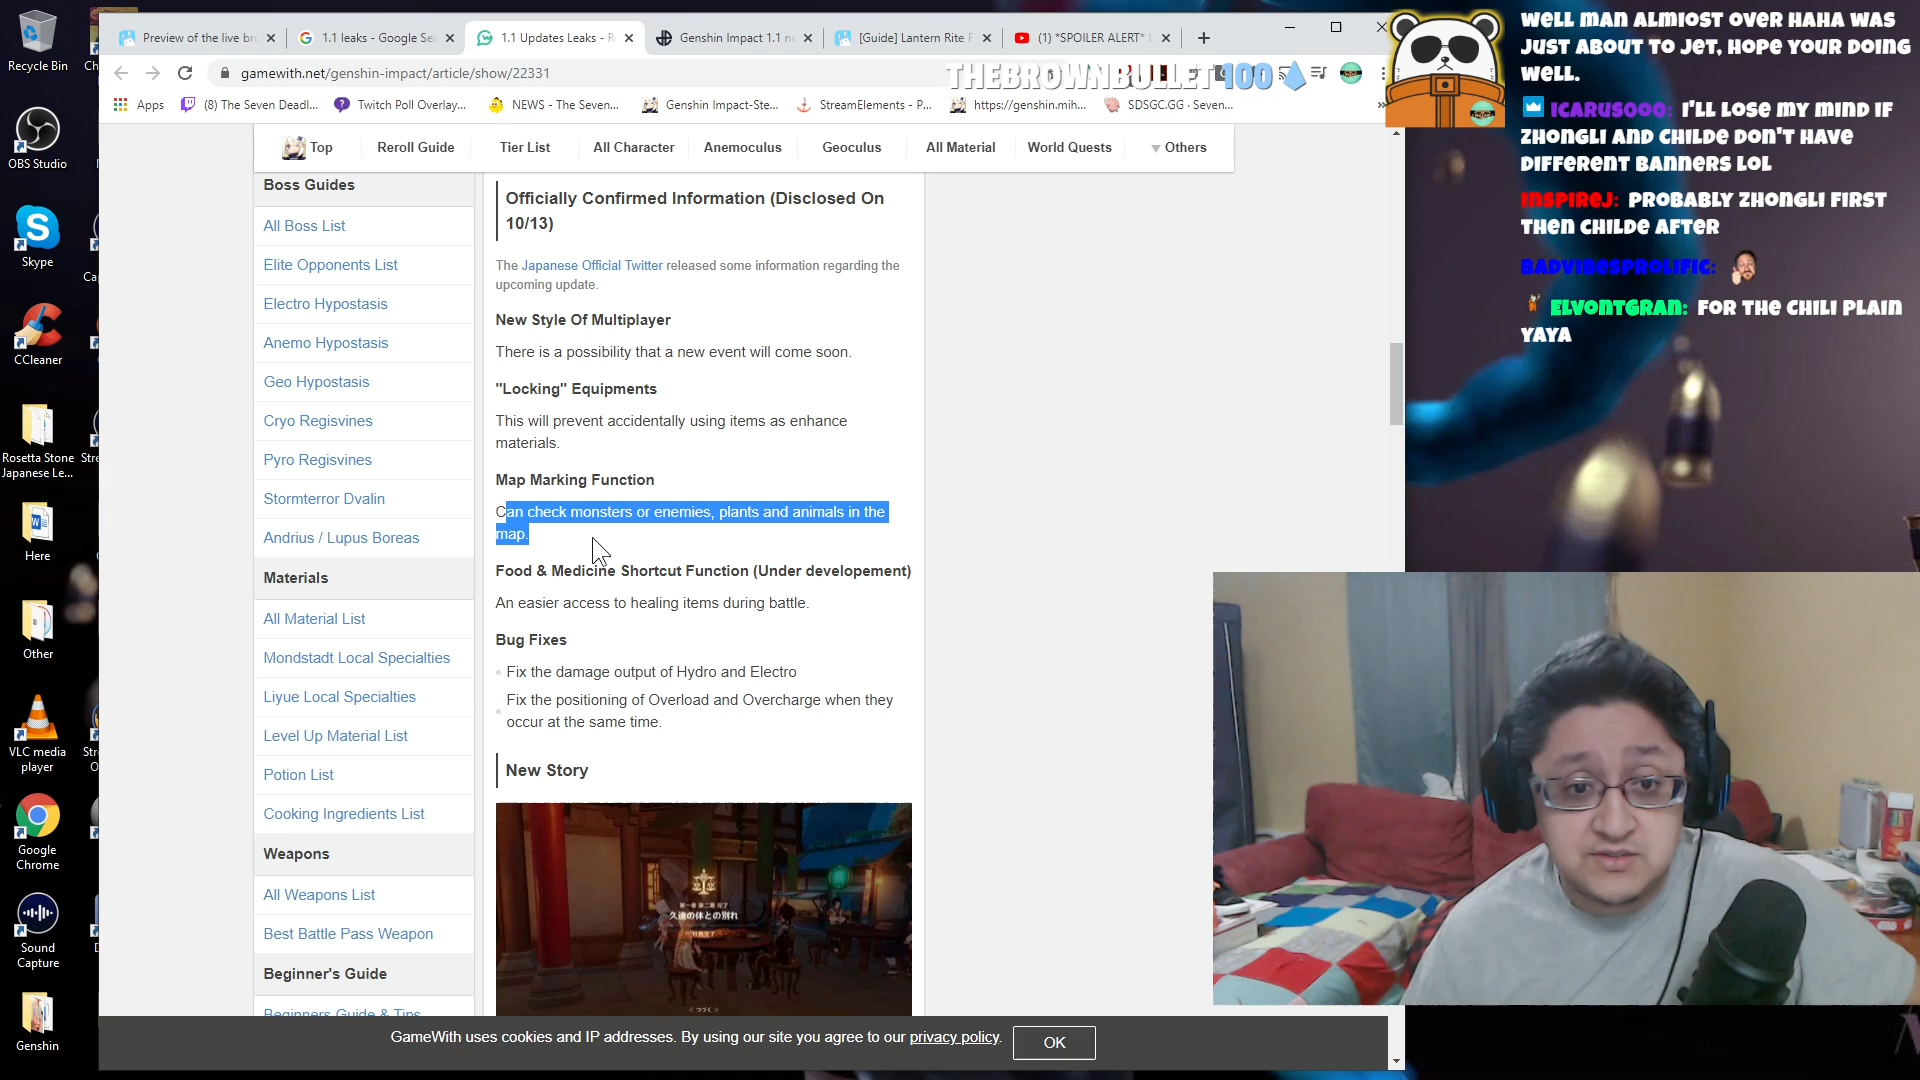 Recycle Bin
OBS Studio
Skype
CCleaner
Rosetta Stone
Japanese Le...
Here
Other
VLC media
player
Google
Chrome
Sound
Capture
Genshin
Preview of the live br
1.1 leaks - Google Se
1.1 Updates Leaks - R
Genshin Impact 1.1 n
[Guide] Lantern Rite F
(1) *SPOILER ALERT*
gamewith.net/genshin-impact/article/show/22331
THEBROWNBULLET 100
Apps
(8) The Seven Deadl...
Twitch Poll Overlay...
NEWS - The Seven...
Genshin Impact-Ste...
StreamElements - P...
https://genshin.mih...
SDSGC.GG · Seven...
Top
Reroll Guide
Tier List
All Character
Anemoculus
Geoculus
All Material
World Quests
Others
Boss Guides
All Boss List
Elite Opponents List
Electro Hypostasis
Anemo Hypostasis
Geo Hypostasis
Cryo Regisvines
Pyro Regisvines
Stormterror Dvalin
Andrius / Lupus Boreas
Materials
All Material List
Mondstadt Local Specialties
Liyue Local Specialties
Level Up Material List
Potion List
Cooking Ingredients List
Weapons
All Weapons List
Best Battle Pass Weapon
Beginner's Guide
Beginners Guide & Tips
Officially Confirmed Information (Disclosed On
10/13)
The Japanese Official Twitter released some information regarding the
upcoming update.
New Style Of Multiplayer
There is a possibility that a new event will come soon.
"Locking" Equipments
This will prevent accidentally using items as enhance
materials.
Map Marking Function
Can check monsters or enemies, plants and animals in the
map.
Food & Medicine Shortcut Function (Under developement)
An easier access to healing items during battle.
Bug Fixes
Fix the damage output of Hydro and Electro
Fix the positioning of Overload and Overcharge when they
occur at the same time.
New Story
久遠の体との別れ
GameWith uses cookies and IP addresses. By using our site you agree to our privacy policy.
OK
WELL MAN ALMIOST OVER HAHA WAS
JUST ABOUT TO JET, HOPE YOUR DOING
WELL.
ICARUSOOO: I'LL LOSE MY MIND IF
ZHONGLI AND CHILDE DON'T HAVE
DIFFERENT BANNERS LOL
INSPIREJ: PROBABLY ZHONGLI FIRST
THEN CHILDE AFTER
BADVIBESPROLIFIC:
ELVONTGRAN: FOR THE CHILI PLAIN
YAYA